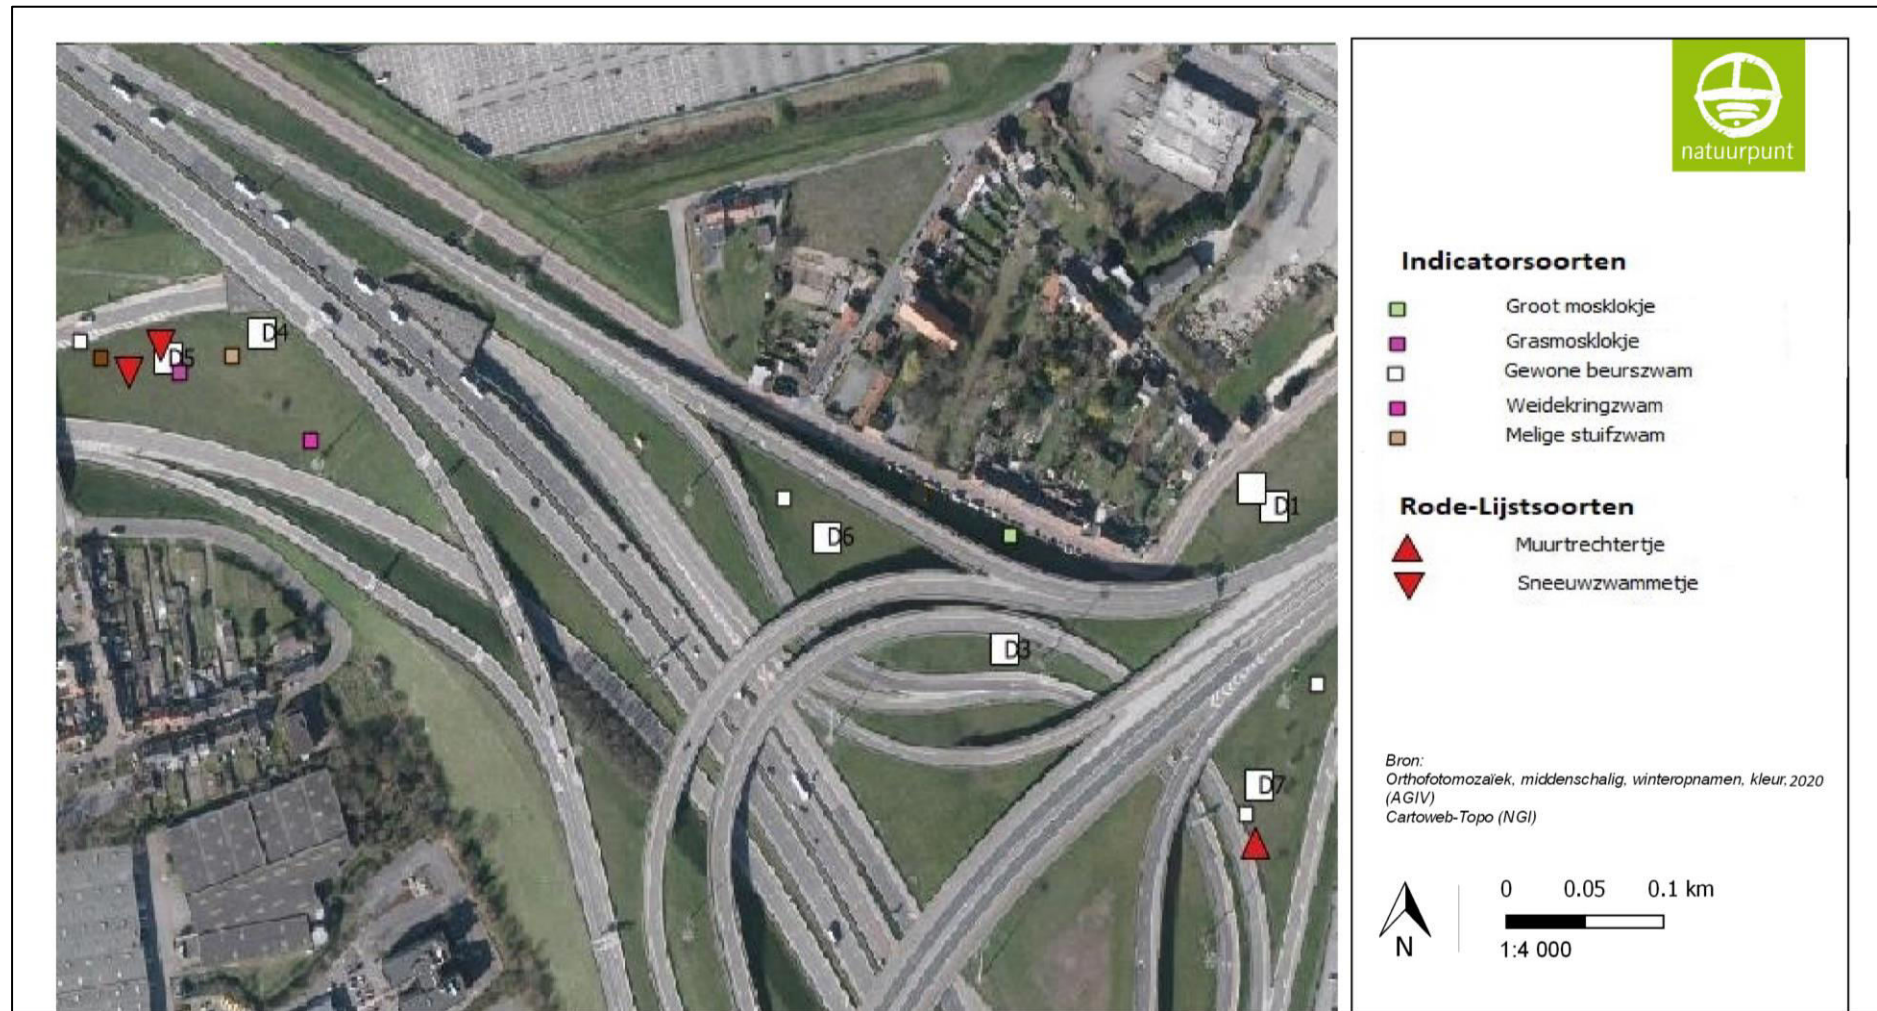 D4
D5
D6
D1
D3
D7
natuurpunt
Indicatorsoorten
Groot mosklokje
Grasmosklokje
Gewone beurszwam
Weidekringzwam
Melige stuifzwam
Rode-Lijstsoorten
Muurtrechtertje
Sneeuwzwammetje
Bron:
Orthofotomozaïek, middenschalig, winteropnamen, kleur, 2020
(AGIV)
Cartoweb-Topo (NGI)
0 0.05 0.1 km
N
1:4 000